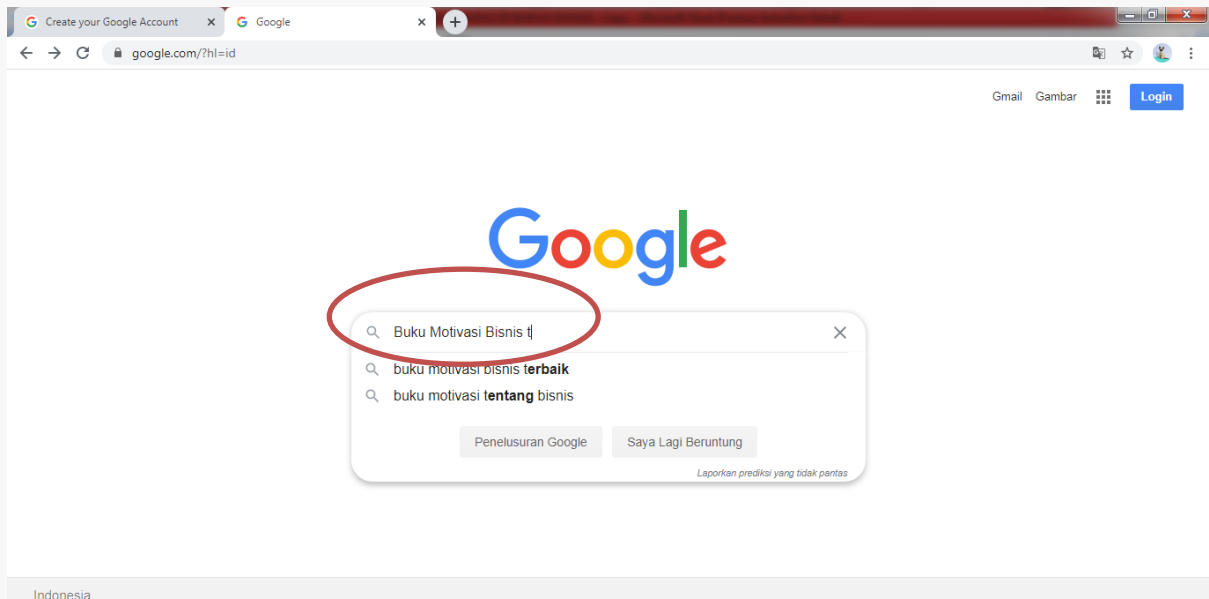 Create your Google Account
Google
google.com/?hl=id
Gmail Gambar Login
Google
Buku Motivasi Bisnis t
buku motivasi bisnis terbaik
buku motivasi tentang bisnis
Penelusuran Google Saya Lagi Beruntung
Laporkan prediksi yang tidak pantas
Indonesia